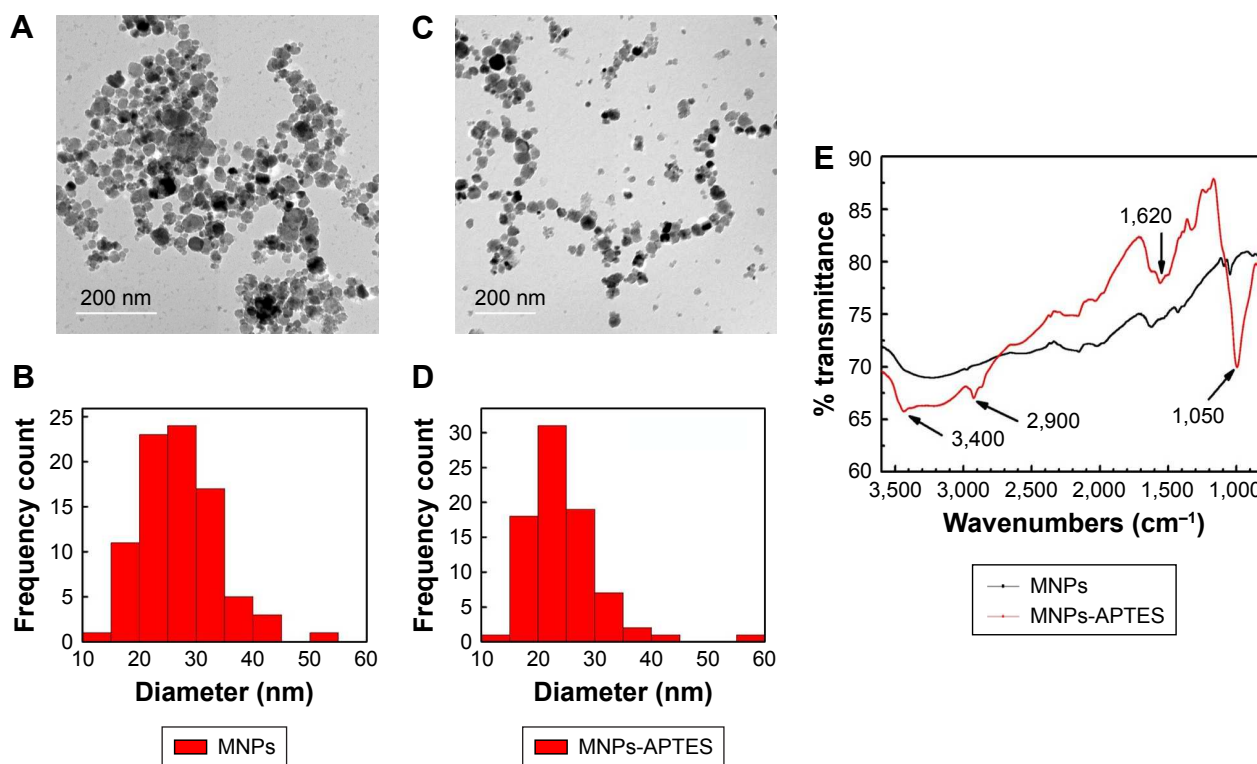 A
200 nm
B
25
20
15
10
5
0
Frequency count
10 20 30 40 50 60
Diameter (nm)
MNPs
C
200 nm
D
30
25
20
15
10
5
0
Frequency count
10 20 30 40 50 60
Diameter (nm)
MNPs-APTES
E
90
85
80
75
70
65
60
% transmittance
1,620
2,900
3,400
1,050
3,500 3,000 2,500 2,000 1,500 1,000
Wavenumbers (cm⁻¹)
MNPs
MNPs-APTES